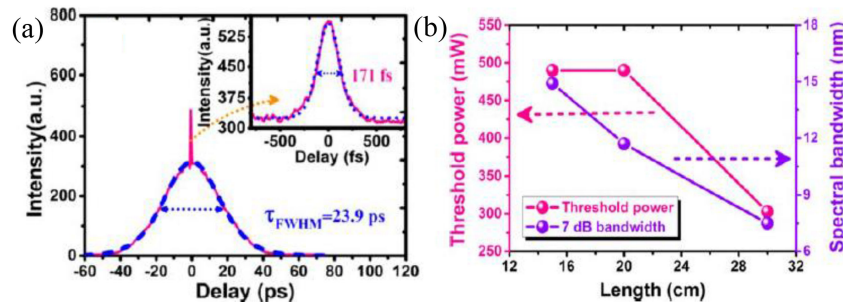 (a)
800
600
400
200
0
Intensity(a.u.)
-60 -40 -20 0 20 40 60 80 100 120
Delay (ps)
τFWHM=23.9 ps
Intensity(a.u.)
525
450
375
300
171 fs
-500 0 500
Delay (fs)
(b)
Threshold power (mW)
550
500
450
400
350
300
250
Threshold power
7 dB bandwidth
12 16 20 24 28 32
Length (cm)
18
15
12
9
6
Spectral bandwidth (nm)